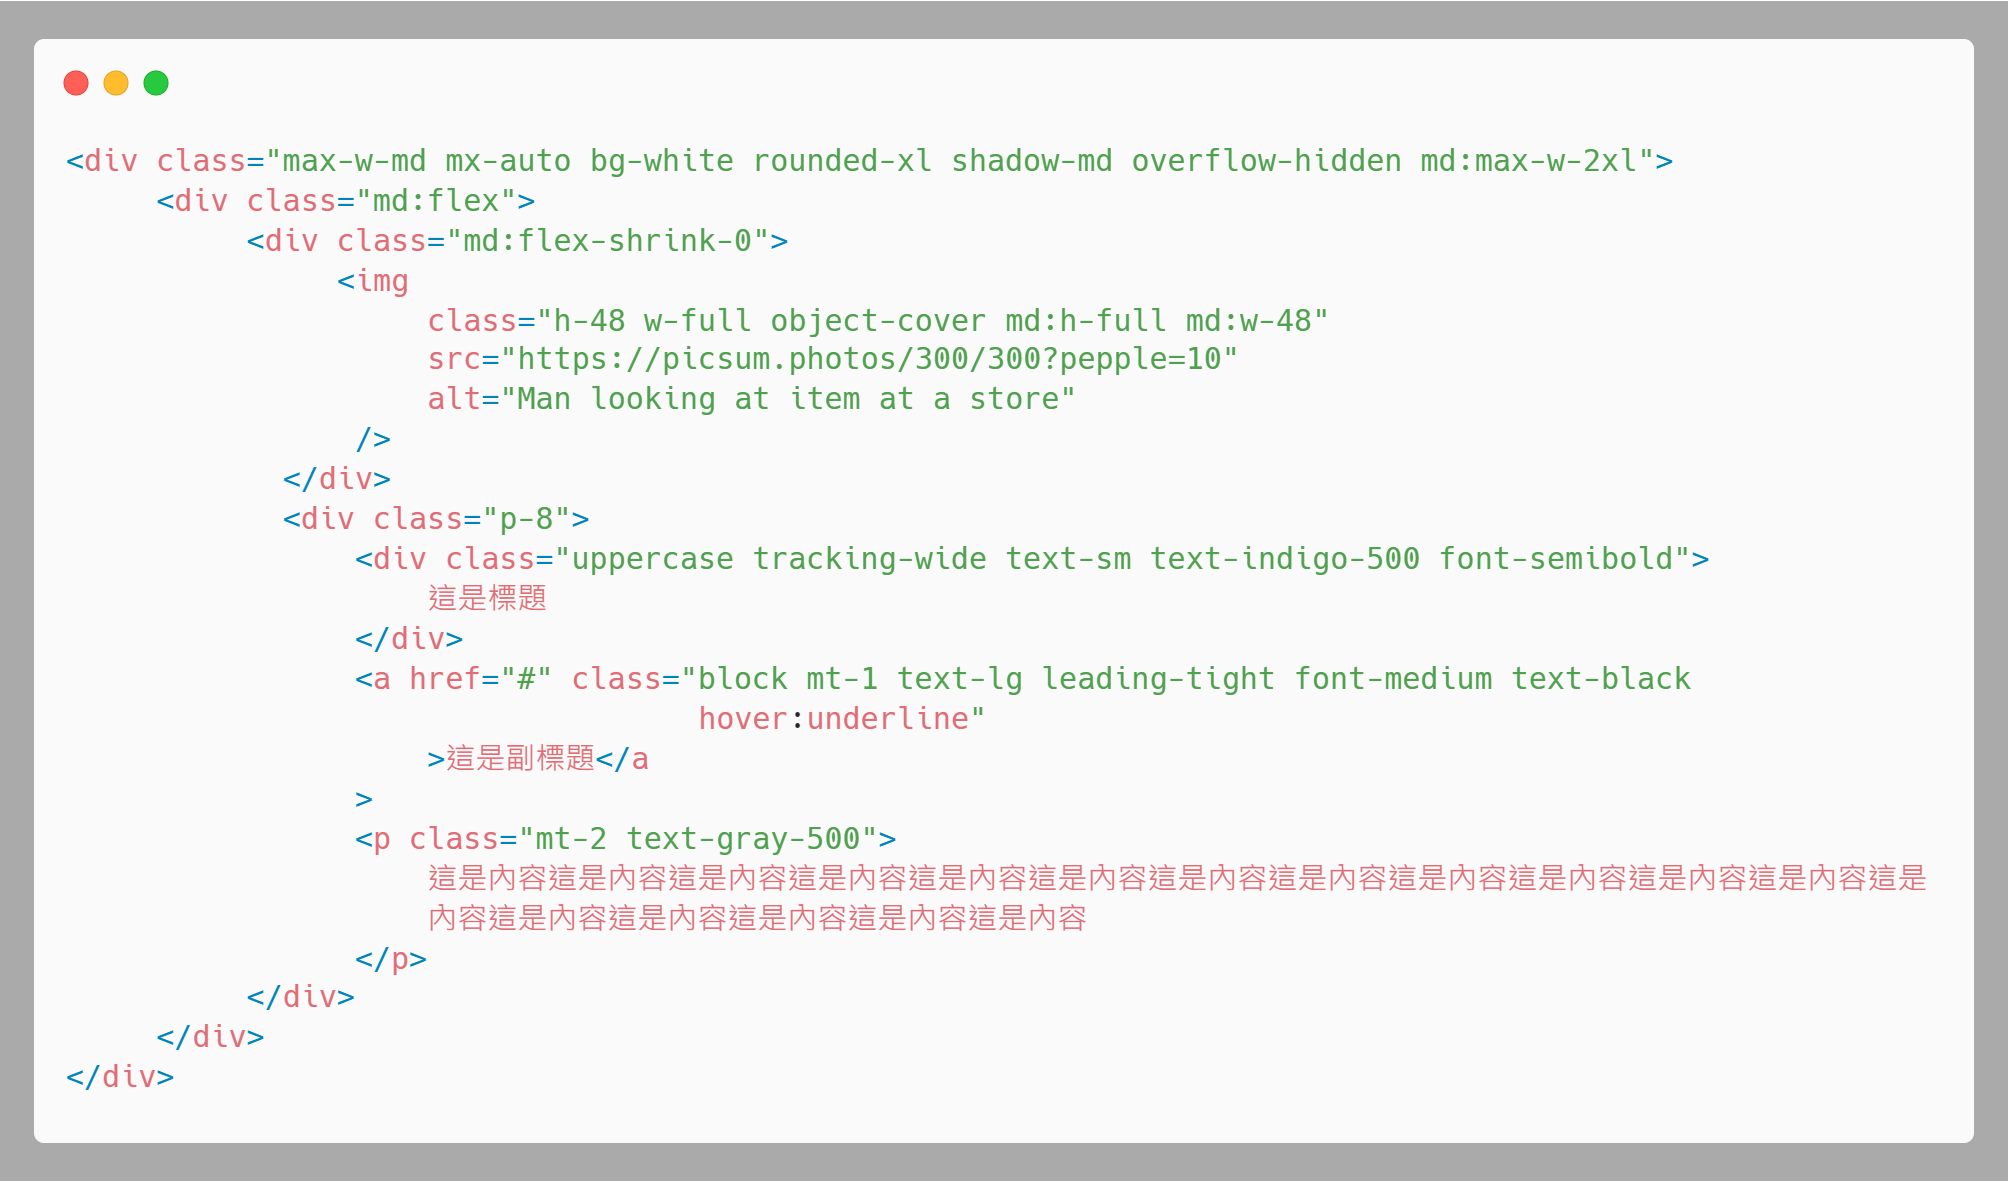 <div class="max-w-md mx-auto bg-white rounded-xl shadow-md overflow-hidden md:max-w-2xl">
<div class="md:flex">
<div class="md:flex-shrink-0">
<img
class="h-48 w-full object-cover md:h-full md:w-48"
src="https://picsum.photos/300/300?pepple=10"
alt="Man looking at item at a store"
/>
</div>
<div class="p-8">
<div class="uppercase tracking-wide text-sm text-indigo-500 font-semibold">
這是標題
</div>
<a href="#" class="block mt-1 text-lg leading-tight font-medium text-black
hover:underline"
>這是副標題</a
>
<p class="mt-2 text-gray-500">
這是內容這是內容這是內容這是內容這是內容這是內容這是內容這是內容這是內容這是內容這是內容這是內容這是
內容這是內容這是內容這是內容這是內容這是內容
</p>
</div>
</div>
</div>